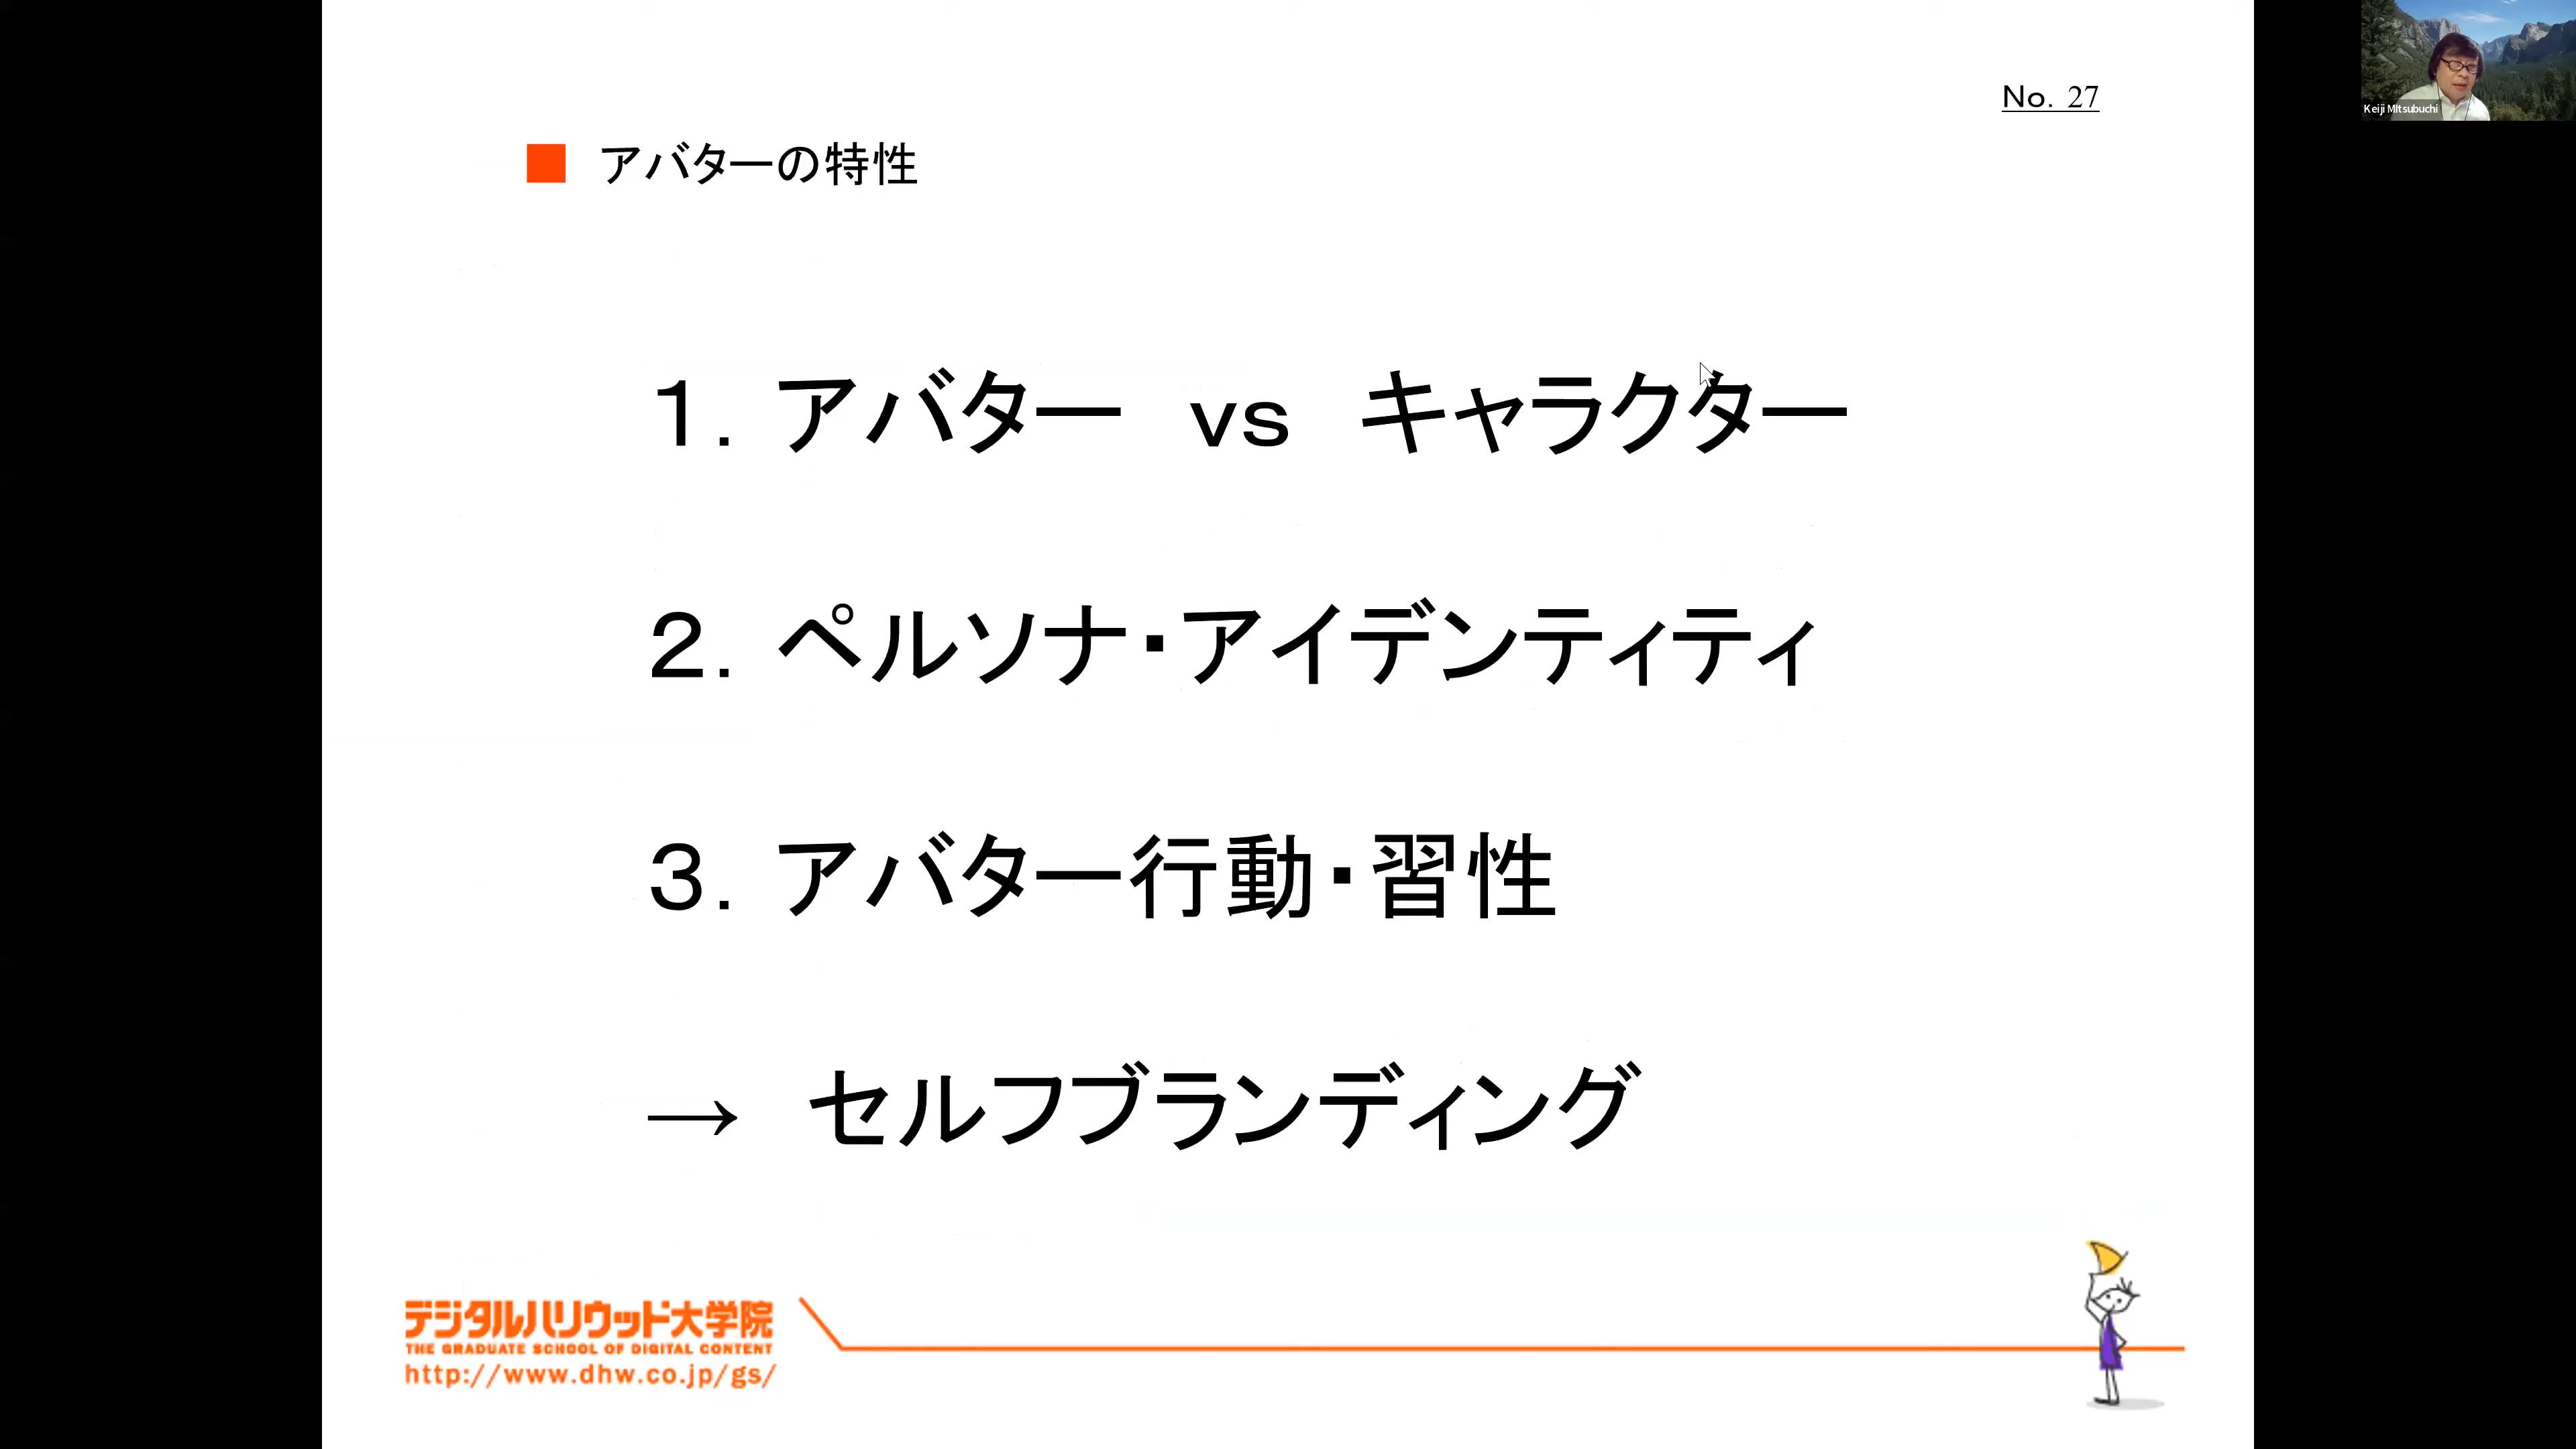 No. 27
Keiji MItsubuchi
アバターの特性
1. アバター vs キャラクター
2. ペルソナ・アイデンティティ
3. アバター行動・習性
→ セルフブランディング
デジタルハリウッド大学院
THE GRADUATE SCHOOL OF DIGITAL CONTENT
http://www.dhw.co.jp/gs/